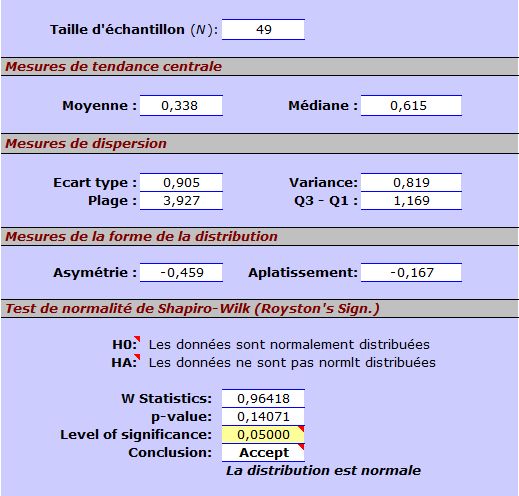 Taille d'échantillon (N): 49
Mesures de tendance centrale
Moyenne : 0,338 Médiane : 0,615
Mesures de dispersion
Ecart type : 0,905 Variance: 0,819
Plage : 3,927 Q3 - Q1 : 1,169
Mesures de la forme de la distribution
Asymétrie : -0,459 Aplatissement: -0,167
Test de normalité de Shapiro-Wilk (Royston's Sign.)
H0: Les données sont normalement distribuées
HA: Les données ne sont pas normlt distribuées
W Statistics: 0,96418
p-value: 0,14071
Level of significance: 0,05000
Conclusion: Accept
La distribution est normale